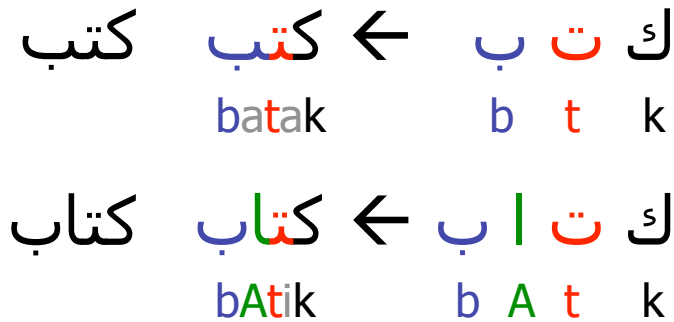 ك ت ب ← كتب كتب
batak b t k
ك ت ا ب ← كتاب كتاب
bAtik b A t k